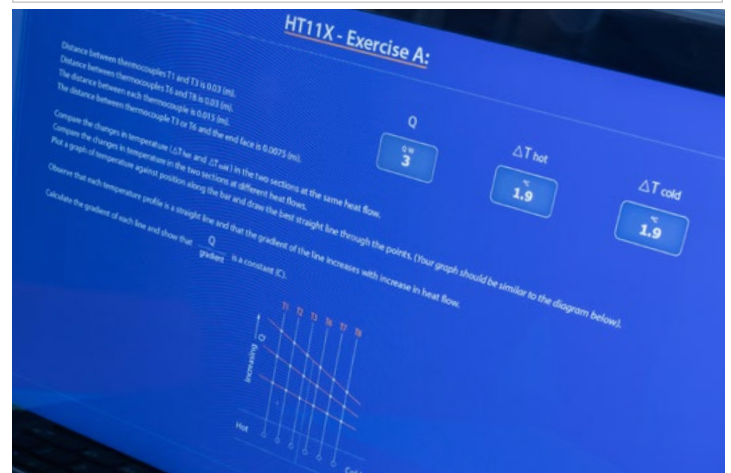 HT11X - Exercise A:
Distance between thermocouples T1 and T3 is 0.03 (m).
Distance between thermocouples T6 and T8 is 0.03 (m).
The distance between each thermocouple is 0.015 (m).
The distance between thermocouple T3 or T6 and the end face is 0.0075 (m).
Q
Q W
3
△T hot
°C
1.9
△T cold
°C
1.9
Compare the changes in temperature (△T hot and △T cold) in the two sections at the same heat flow.
Compare the changes in temperature in the two sections at different heat flows.
Plot a graph of temperature against position along the bar and draw the best straight line through the points. (Your graph should be similar to the diagram below).
Observe that each temperature profile is a straight line and that the gradient of the line increases with increase in heat flow.
Calculate the gradient of each line and show that Q
gradient is a constant (C).
T1 T2 T3 T6 T7 T8
Increasing Q
Hot